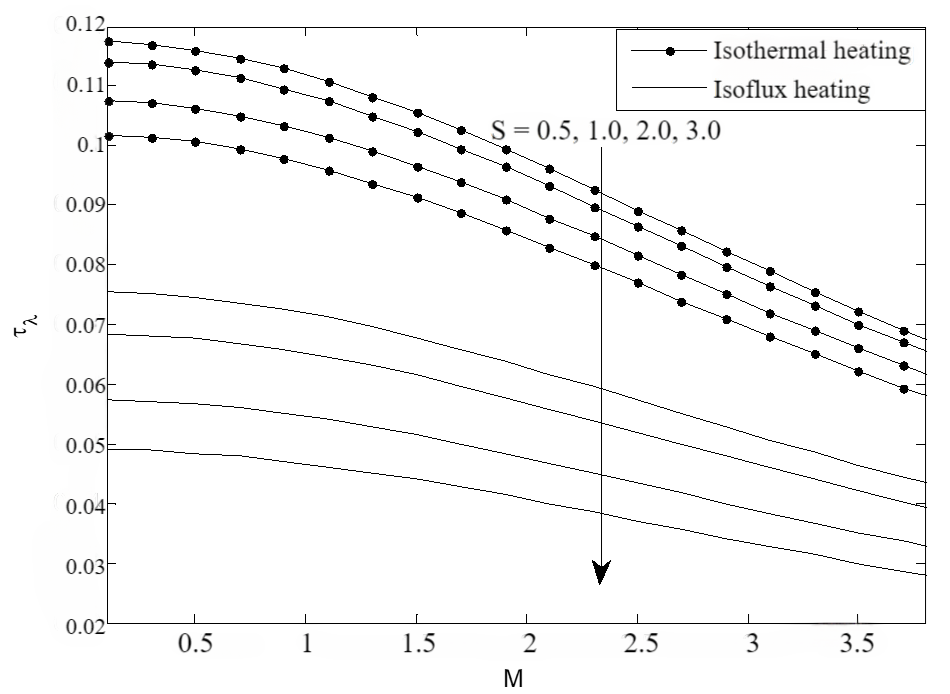 0.12
Isothermal heating
Isoflux heating
0.11
S = 0.5, 1.0, 2.0, 3.0
0.1
0.09
0.08
0.07
τλ
0.06
0.05
0.04
0.03
0.02
0.5 1 1.5 2 2.5 3 3.5
M